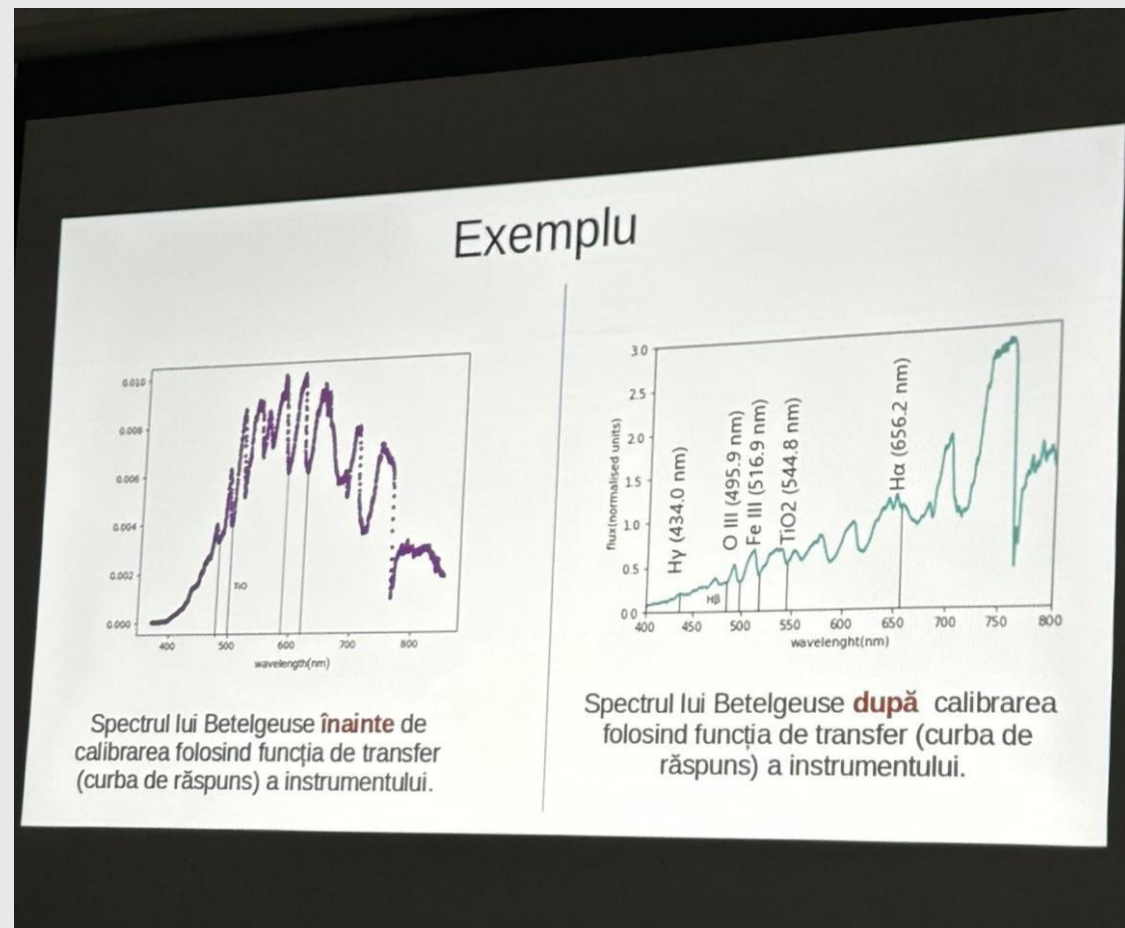 Exemplu
0.010
0.008
0.006
0.004
0.002
0.000
TiO
400 500 600 700 800
wavelength(nm)
Spectrul lui Betelgeuse înainte de
calibrarea folosind funcția de transfer
(curba de răspuns) a instrumentului.
3.0
2.5
2.0
1.5
1.0
0.5
0.0
flux(normalised units)
Hγ (434.0 nm)
Hβ
O III (495.9 nm)
Fe III (516.9 nm)
TiO2 (544.8 nm)
Hα (656.2 nm)
400 450 500 550 600 650 700 750 800
wavelenght(nm)
Spectrul lui Betelgeuse după calibrarea
folosind funcția de transfer (curba de
răspuns) a instrumentului.